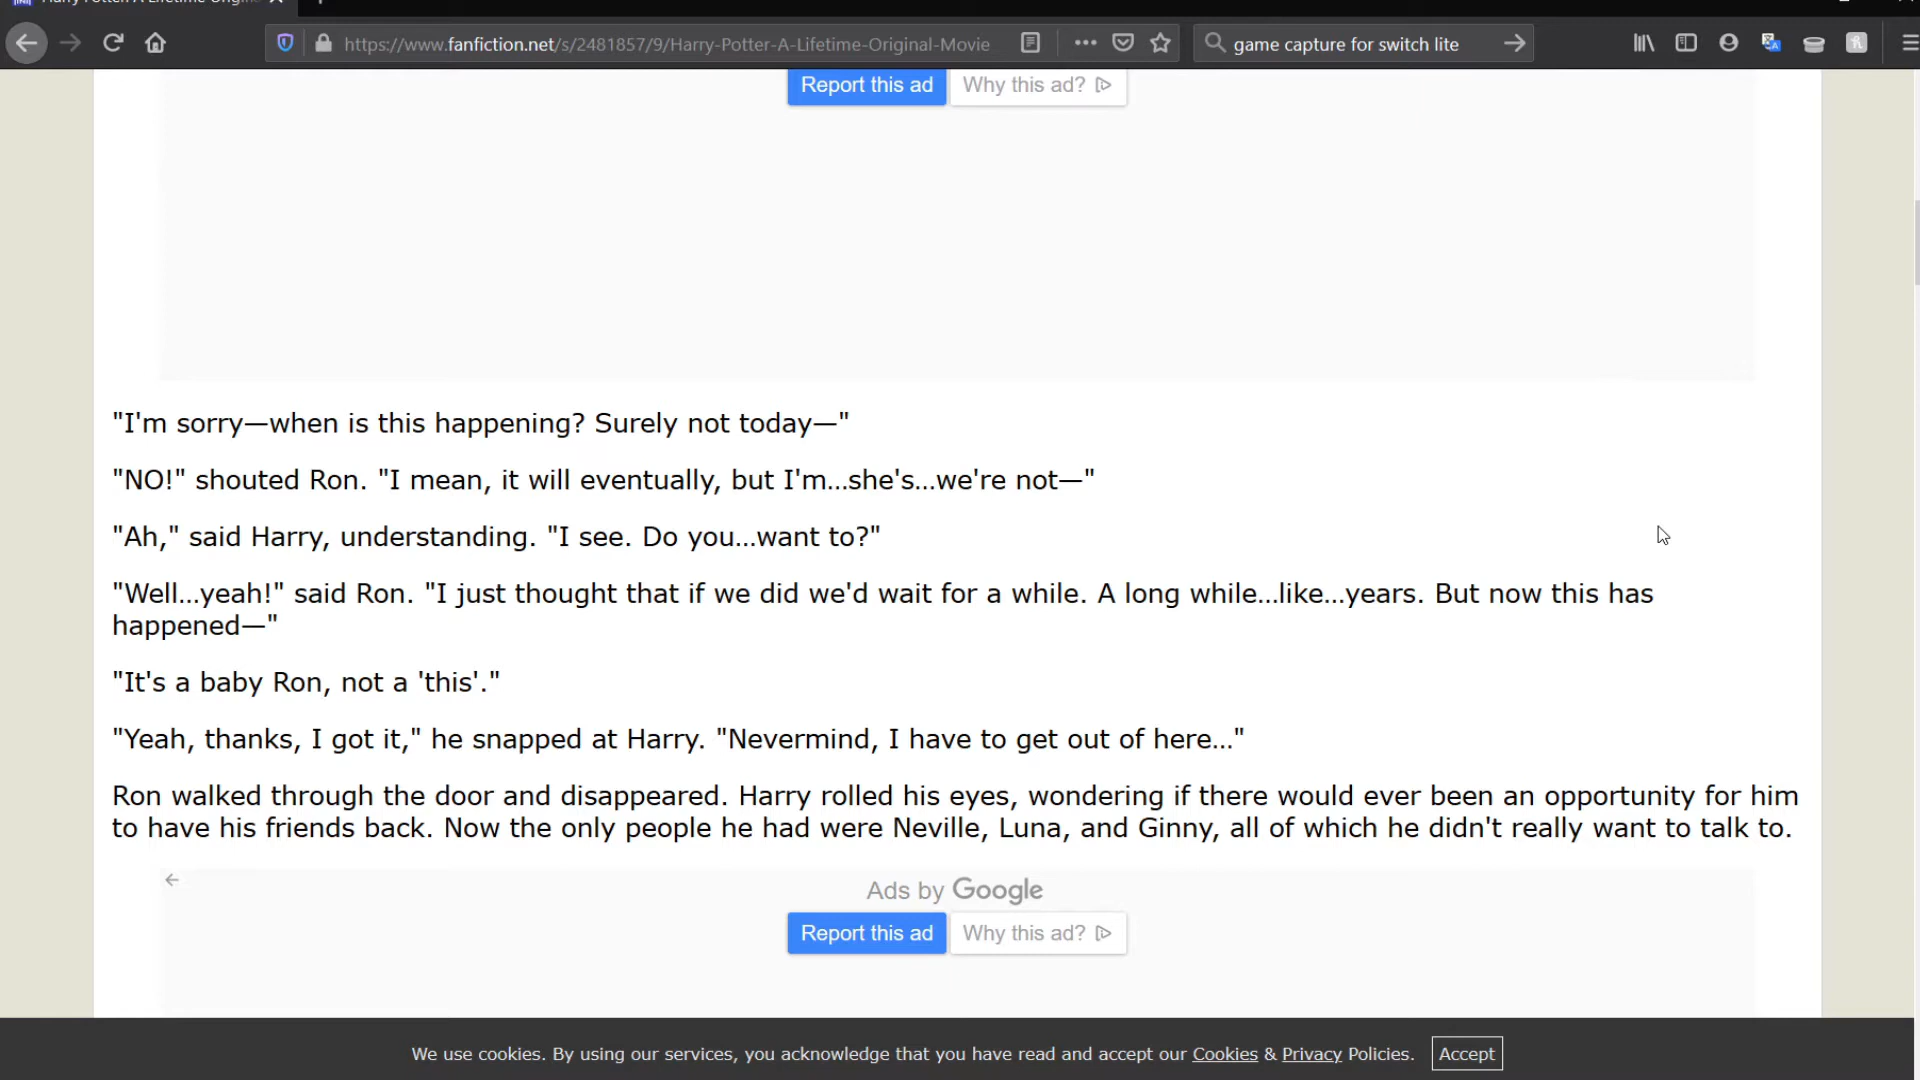 https://www.fanfiction.net/s/2481857/9/Harry-Potter-A-Lifetime-Original-Movie
game capture for switch lite
Report this ad
Why this ad?
"I'm sorry—when is this happening? Surely not today—"
"NO!" shouted Ron. "I mean, it will eventually, but I'm...she's...we're not—"
"Ah," said Harry, understanding. "I see. Do you...want to?"
"Well...yeah!" said Ron. "I just thought that if we did we'd wait for a while. A long while...like...years. But now this has
happened—"
"It's a baby Ron, not a 'this'."
"Yeah, thanks, I got it," he snapped at Harry. "Nevermind, I have to get out of here..."
Ron walked through the door and disappeared. Harry rolled his eyes, wondering if there would ever been an opportunity for him
to have his friends back. Now the only people he had were Neville, Luna, and Ginny, all of which he didn't really want to talk to.
Ads by Google
Report this ad
Why this ad?
We use cookies. By using our services, you acknowledge that you have read and accept our Cookies & Privacy Policies.
Accept